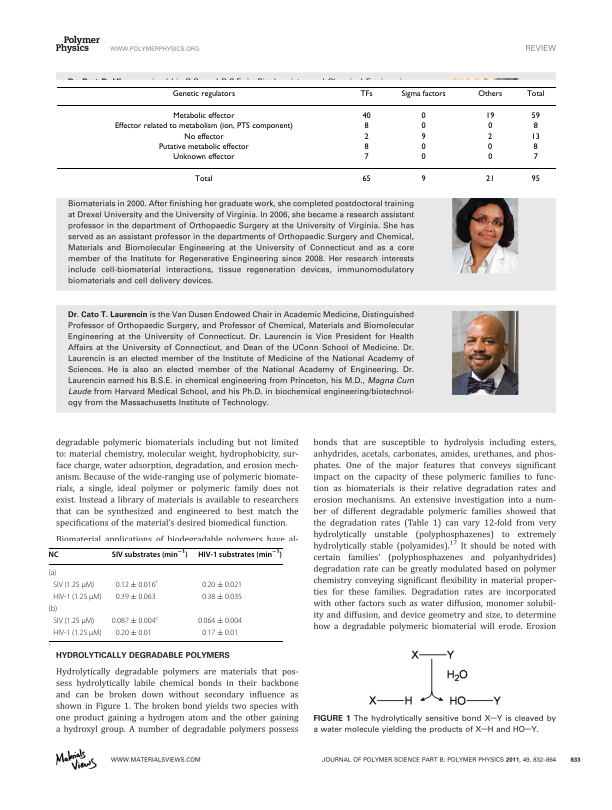 Polymer
Physics WWW.POLYMERPHYSICS.ORG REVIEW
Genetic regulators TFs Sigma factors Others Total
Metabolic effector 40 0 19 59
Effector related to metabolism (ion, PTS component) 8 0 0 8
No effector 2 9 2 13
Putative metabolic effector 8 0 0 8
Unknown effector 7 0 0 7
Total 65 9 21 95
Biomaterials in 2000. After finishing her graduate work, she completed postdoctoral training
at Drexel University and the University of Virginia. In 2006, she became a research assistant
professor in the department of Orthopaedic Surgery at the University of Virginia. She has
served as an assistant professor in the departments of Orthopaedic Surgery and Chemical,
Materials and Biomolecular Engineering at the University of Connecticut and as a core
member of the Institute for Regenerative Engineering since 2008. Her research interests
include cell-biomaterial interactions, tissue regeneration devices, immunomodulatory
biomaterials and cell delivery devices.
Dr. Cato T. Laurencin is the Van Dusen Endowed Chair in Academic Medicine, Distinguished
Professor of Orthopaedic Surgery, and Professor of Chemical, Materials and Biomolecular
Engineering at the University of Connecticut. Dr. Laurencin is Vice President for Health
Affairs at the University of Connecticut, and Dean of the UConn School of Medicine. Dr.
Laurencin is an elected member of the Institute of Medicine of the National Academy of
Sciences. He is also an elected member of the National Academy of Engineering. Dr.
Laurencin earned his B.S.E. in chemical engineering from Princeton, his M.D., Magna Cum
Laude from Harvard Medical School, and his Ph.D. in biochemical engineering/biotechnol-
ogy from the Massachusetts Institute of Technology.
degradable polymeric biomaterials including but not limited
to: material chemistry, molecular weight, hydrophobicity, sur-
face charge, water adsorption, degradation, and erosion mech-
anism. Because of the wide-ranging use of polymeric biomate-
rials, a single, ideal polymer or polymeric family does not
exist. Instead a library of materials is available to researchers
that can be synthesized and engineered to best match the
specifications of the material's desired biomedical function.
Biomaterial applications of biodegradable polymers have al-
NC SIV substrates (min⁻¹) HIV-1 substrates (min⁻¹)
(a)
SIV (1.25 μM) 0.12 ± 0.016ᶜ 0.20 ± 0.021
HIV-1 (1.25 μM) 0.39 ± 0.063 0.38 ± 0.035
(b)
SIV (1.25 μM) 0.087 ± 0.004ᶜ 0.064 ± 0.004
HIV-1 (1.25 μM) 0.20 ± 0.01 0.17 ± 0.01
HYDROLYTICALLY DEGRADABLE POLYMERS
Hydrolytically degradable polymers are materials that pos-
sess hydrolytically labile chemical bonds in their backbone
and can be broken down without secondary influence as
shown in Figure 1. The broken bond yields two species with
one product gaining a hydrogen atom and the other gaining
a hydroxyl group. A number of degradable polymers possess
bonds that are susceptible to hydrolysis including esters,
anhydrides, acetals, carbonates, amides, urethanes, and phos-
phates. One of the major features that conveys significant
impact on the capacity of these polymeric families to func-
tion as biomaterials is their relative degradation rates and
erosion mechanisms. An extensive investigation into a num-
ber of different degradable polymeric families showed that
the degradation rates (Table 1) can vary 12-fold from very
hydrolytically unstable (polyphosphazenes) to extremely
hydrolytically stable (polyamides).¹⁷ It should be noted with
certain families' (polyphosphazenes and polyanhydrides)
degradation rate can be greatly modulated based on polymer
chemistry conveying significant flexibility in material proper-
ties for these families. Degradation rates are incorporated
with other factors such as water diffusion, monomer solubil-
ity and diffusion, and device geometry and size, to determine
how a degradable polymeric biomaterial will erode. Erosion
X—Y
H₂O
X—H HO—Y
FIGURE 1 The hydrolytically sensitive bond X—Y is cleaved by
a water molecule yielding the products of X—H and HO—Y.
Materials
Views WWW.MATERIALSVIEWS.COM JOURNAL OF POLYMER SCIENCE PART B: POLYMER PHYSICS 2011, 49, 832–864 833